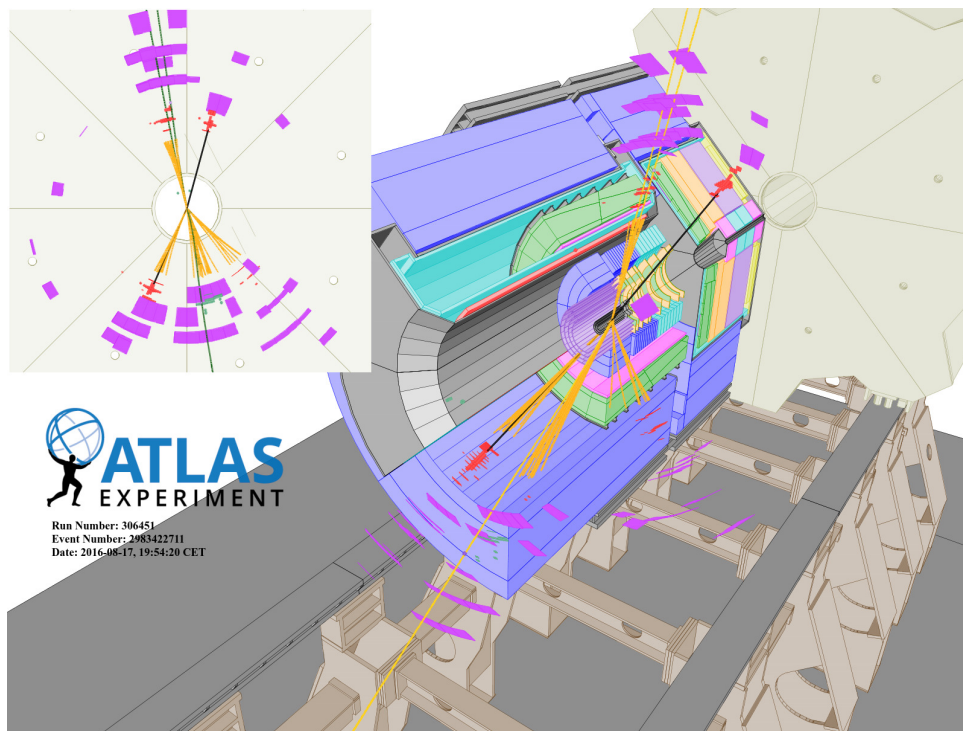 ATLAS
EXPERIMENT
Run Number: 306451
Event Number: 2983422711
Date: 2016-08-17, 19:54:20 CET